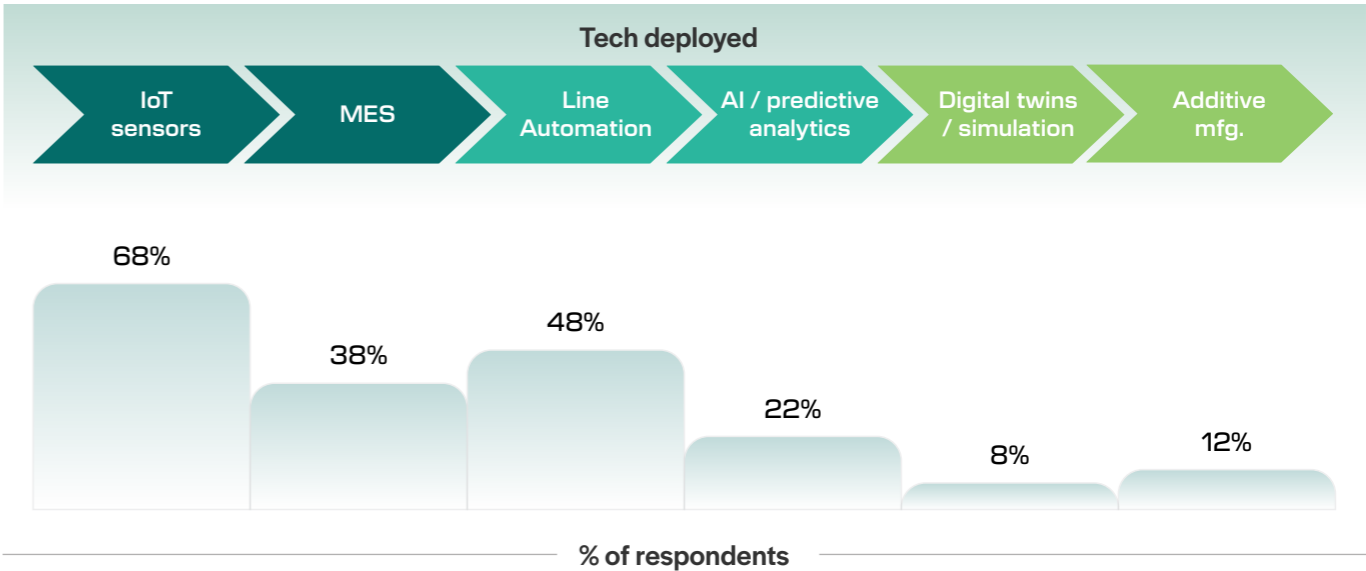 Tech deployed
IoT
sensors
MES
Line
Automation
AI / predictive
analytics
Digital twins
/ simulation
Additive
mfg.
68%
38%
48%
22%
8%
12%
% of respondents